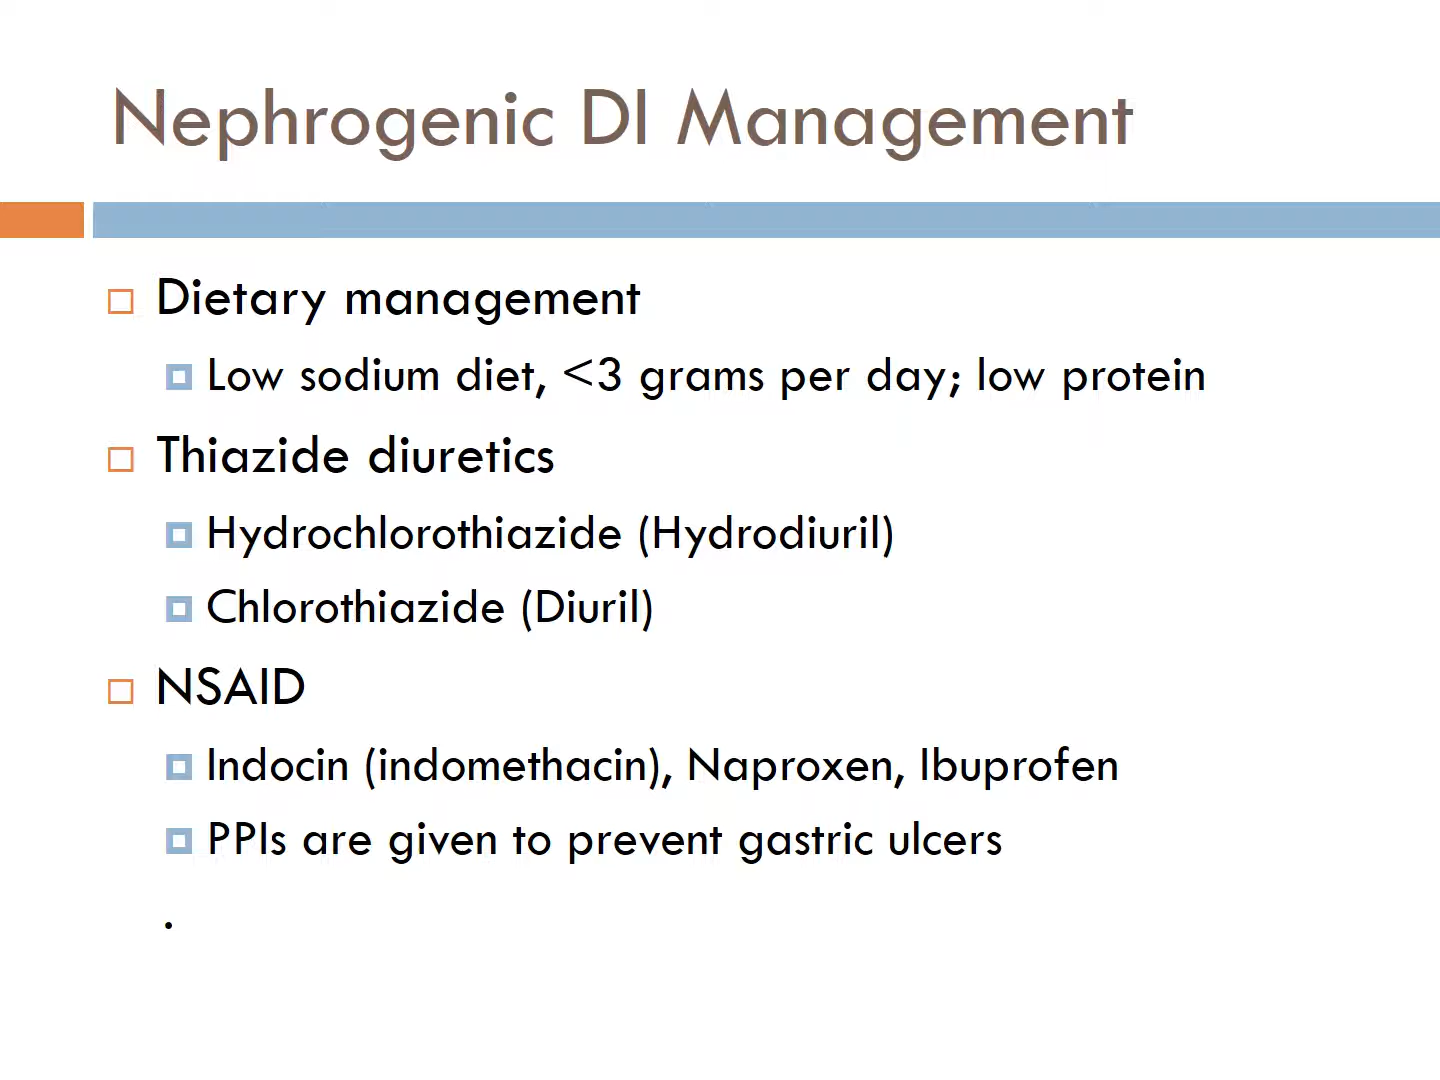 Nephrogenic DI Management
Dietary management
Low sodium diet, <3 grams per day; low protein
Thiazide diuretics
Hydrochlorothiazide (Hydrodiuril)
Chlorothiazide (Diuril)
NSAID
Indocin (indomethacin), Naproxen, Ibuprofen
PPIs are given to prevent gastric ulcers
.